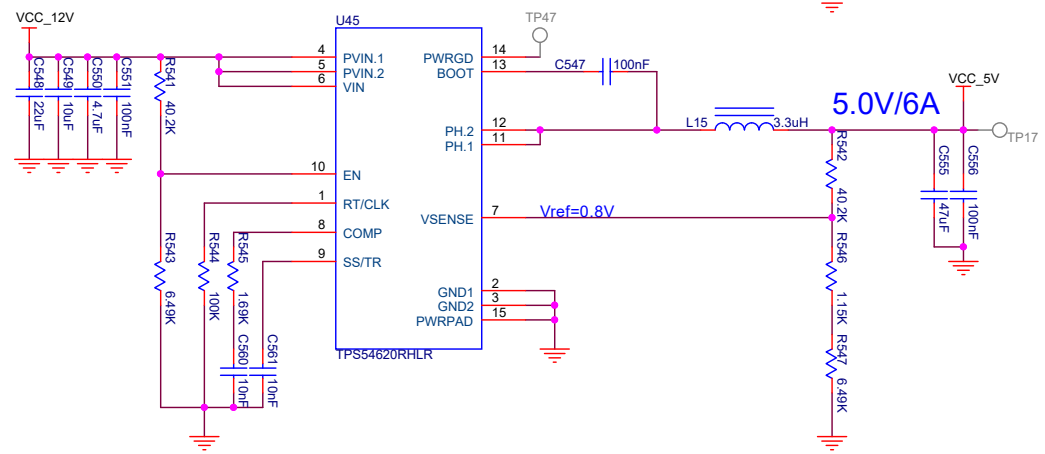 VCC_12V
U45
TP47
4
PVIN.1
5
PVIN.2
6
VIN
10
EN
1
RT/CLK
8
COMP
9
SS/TR
PWRGD
14
BOOT
13
PH.2
12
PH.1
11
VSENSE
7
GND1
2
GND2
3
PWRPAD
15
TPS54620RHLR
C548
22uF
C549
10uF
C550
4.7uF
C551
100nF
R541
40.2K
R543
6.49K
R544
100K
R545
1.69K
C560
10nF
C561
10nF
C547
100nF
L15
3.3uH
5.0V/6A
VCC_5V
TP17
Vref=0.8V
R542
40.2K
R546
1.15K
R547
6.49K
C555
47uF
C556
100nF